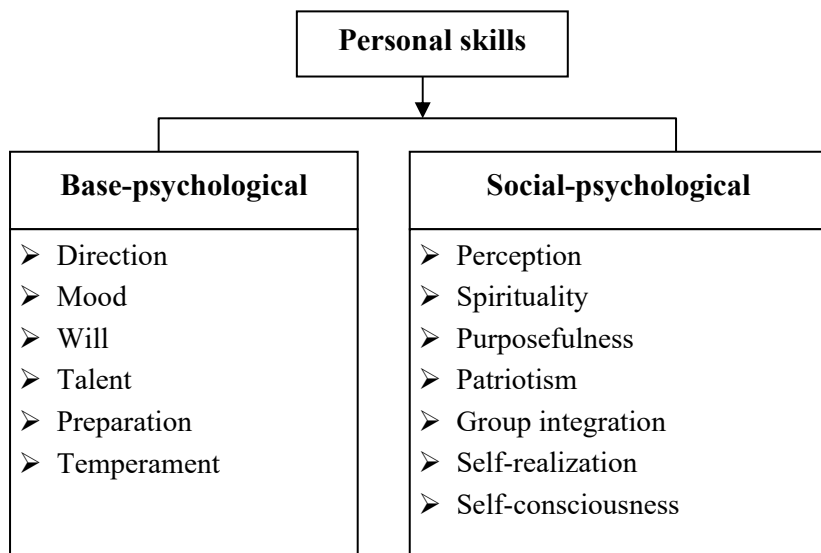 Personal skills
Base-psychological
➢ Direction
➢ Mood
➢ Will
➢ Talent
➢ Preparation
➢ Temperament
Social-psychological
➢ Perception
➢ Spirituality
➢ Purposefulness
➢ Patriotism
➢ Group integration
➢ Self-realization
➢ Self-consciousness